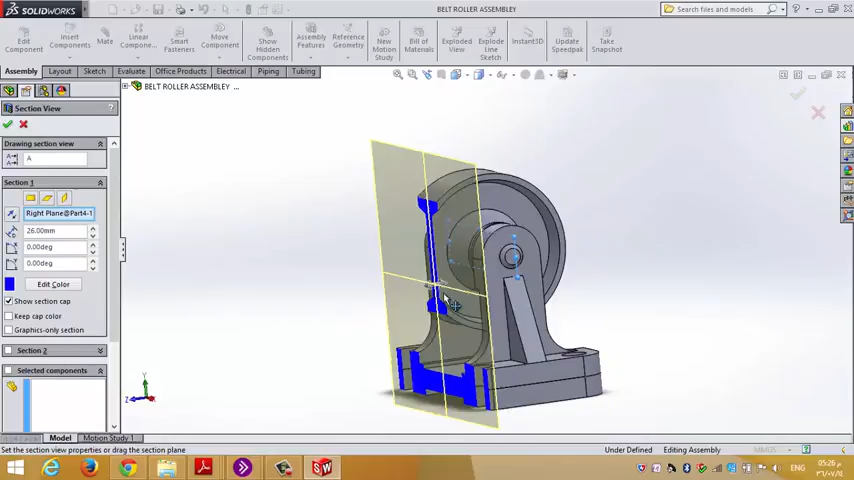 SOLIDWORKS
BELT ROLLER ASSEMBLY
Search files and models
Edit Component
Insert Components
Mate
Linear Compone...
Smart Fasteners
Move Component
Show Hidden Components
Assembly Features
Reference Geometry
New Motion Study
Bill of Materials
Exploded View
Explode Line Sketch
Instant3D
Update Speedpak
Take Snapshot
Assembly
Layout
Sketch
Evaluate
Office Products
Electrical
Piping
Tubing
BELT ROLLER ASSEMBLY ...
Section View
Drawing section view
A
Section 1
Right Plane@Part4-1
26.00mm
0.00deg
0.00deg
Edit Color
Show section cap
Keep cap color
Graphics-only section
Section 2
Selected components
Y
Z
X
Model
Motion Study 1
Set the section view properties or drag the section plane
Under Defined
Editing Assembly
MMGS
ENG
05:26 م